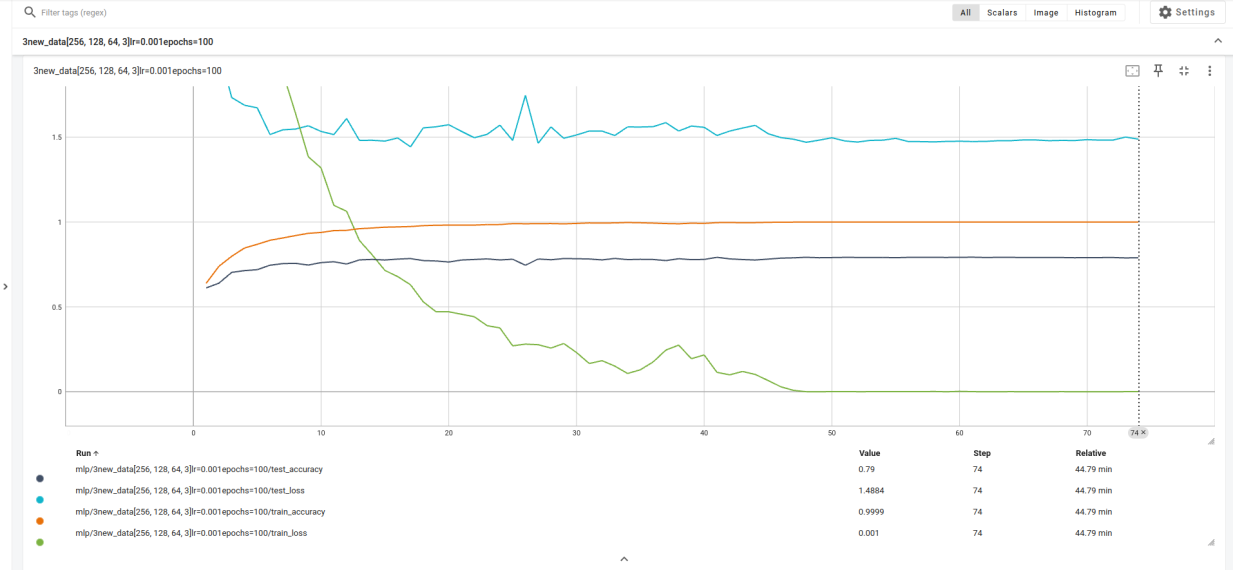 Filter tags (regex)
All Scalars Image Histogram
Settings
3new_data[256, 128, 64, 3]lr=0.001epochs=100
3new_data[256, 128, 64, 3]lr=0.001epochs=100
1.5
1
0.5
0
0 10 20 30 40 50 60 70 74
Run Value Step Relative
mlp/3new_data[256, 128, 64, 3]lr=0.001epochs=100/test_accuracy 0.79 74 44.79 min
mlp/3new_data[256, 128, 64, 3]lr=0.001epochs=100/test_loss 1.4884 74 44.79 min
mlp/3new_data[256, 128, 64, 3]lr=0.001epochs=100/train_accuracy 0.9999 74 44.79 min
mlp/3new_data[256, 128, 64, 3]lr=0.001epochs=100/train_loss 0.001 74 44.79 min